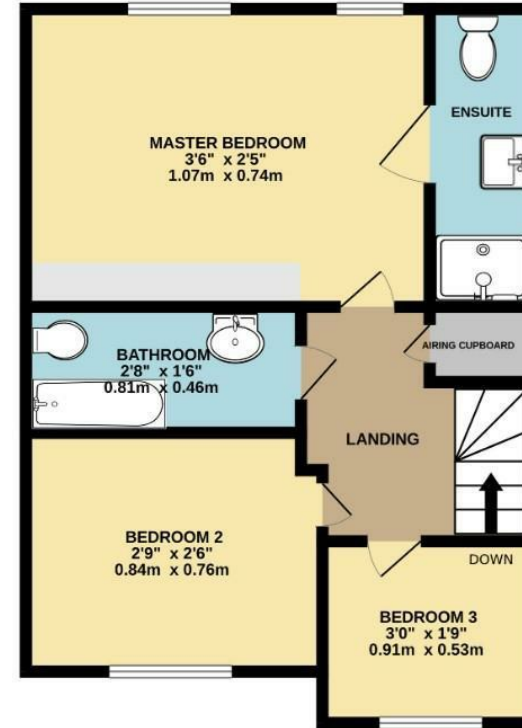 MASTER BEDROOM
3'6" x 2'5"
1.07m x 0.74m
ENSUITE
BATHROOM
2'8" x 1'6"
0.81m x 0.46m
AIRING CUPBOARD
LANDING
BEDROOM 2
2'9" x 2'6"
0.84m x 0.76m
DOWN
BEDROOM 3
3'0" x 1'9"
0.91m x 0.53m